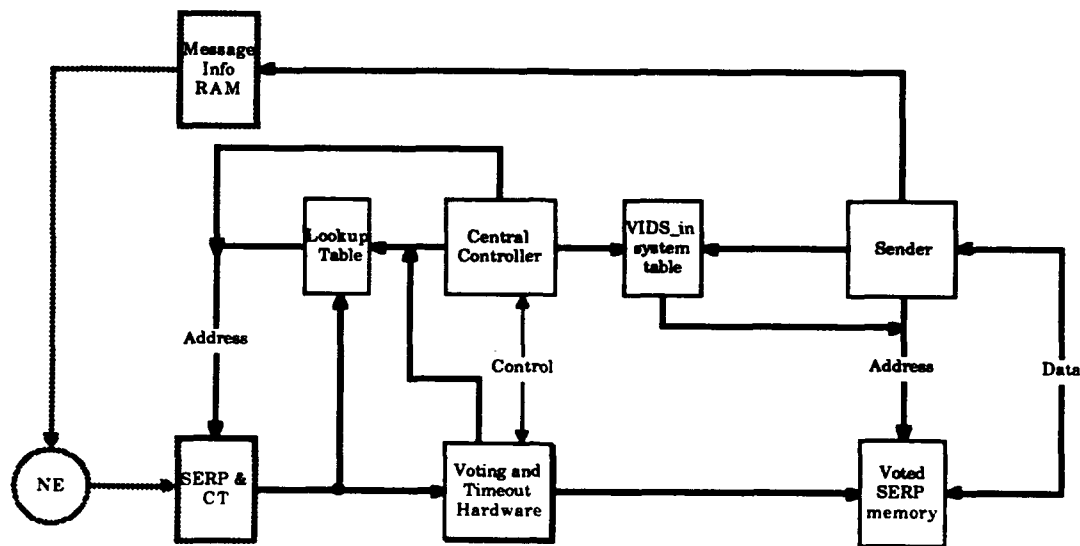 Message
Info
RAM
Lookup
Table
Central
Controller
VIDS_in
system
table
Sender
Address
Control
Address
Data
NE
SERP &
CT
Voting and
Timeout
Hardware
Voted
SERP
memory